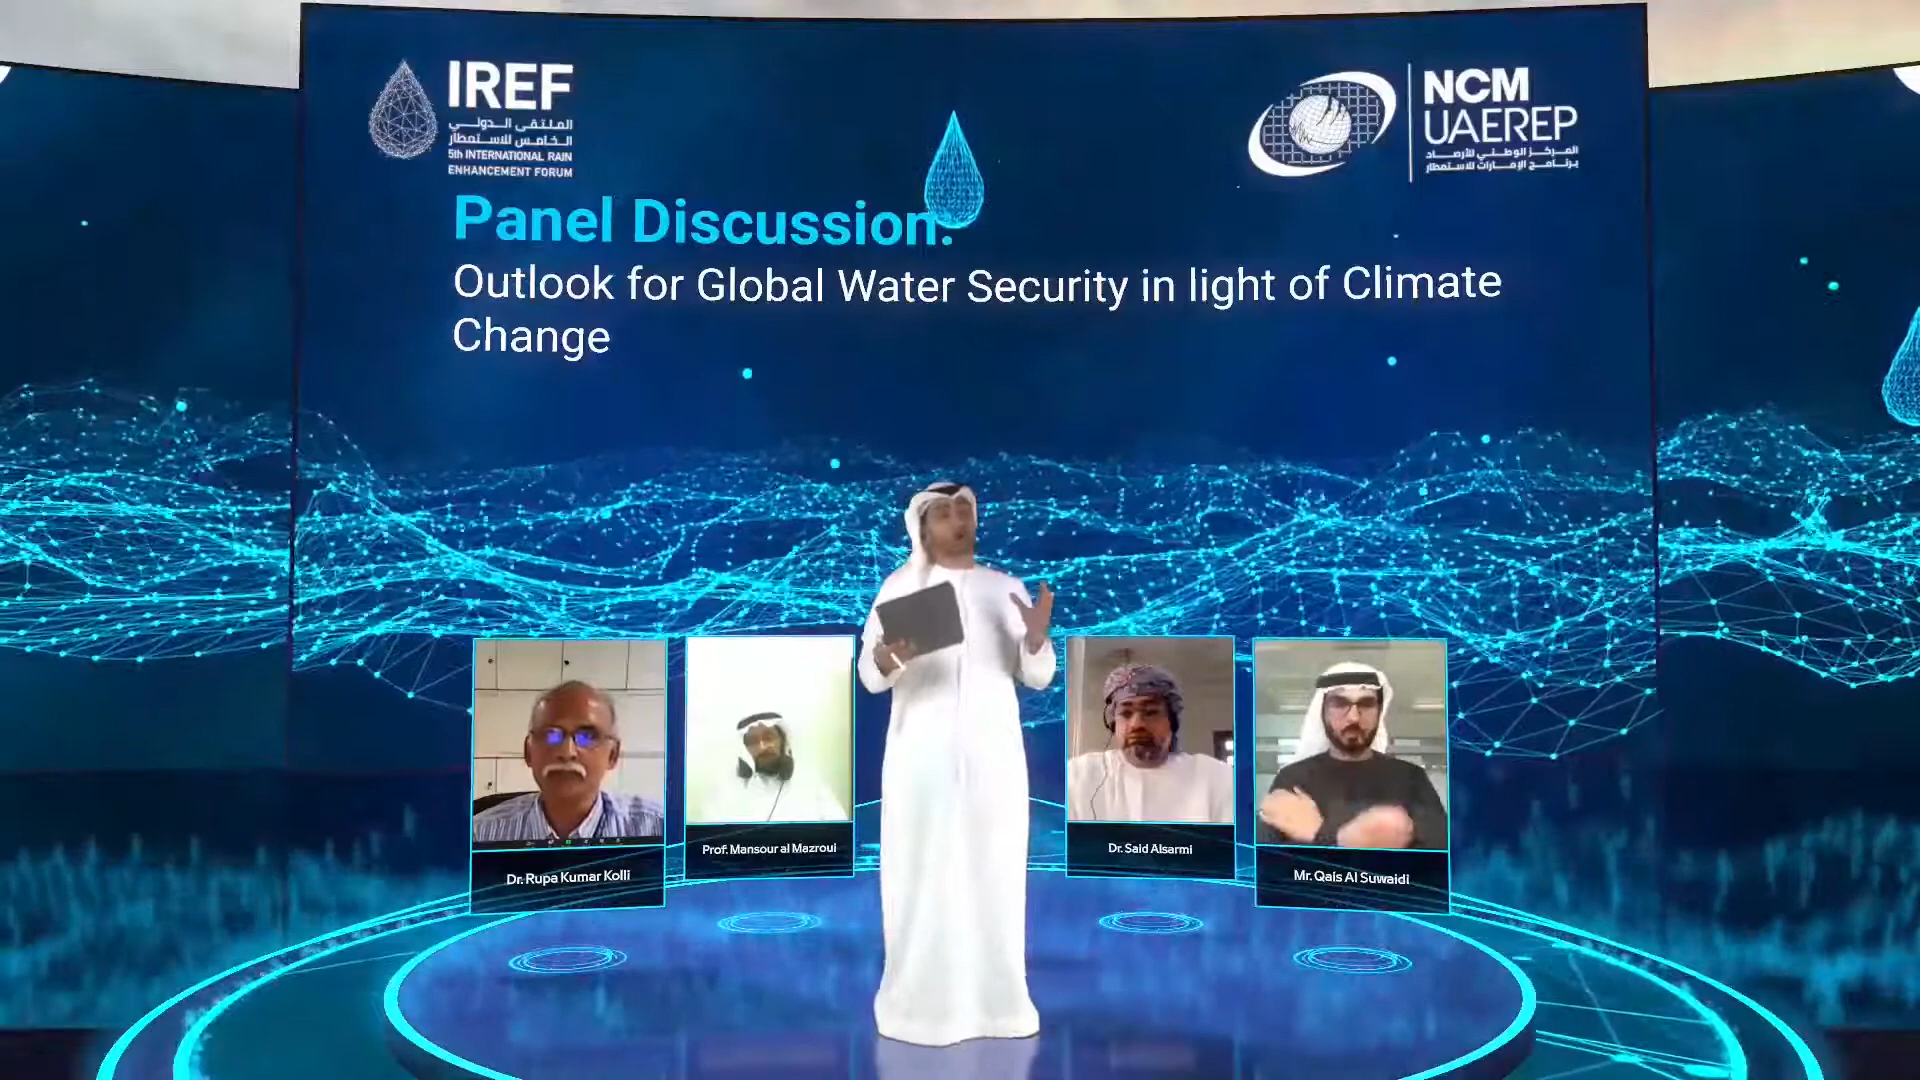 IREF
الملتقى الدولي
الخامس للاستمطار
5th INTERNATIONAL RAIN
ENHANCEMENT FORUM
NCM
UAEREP
المركز الوطني للأرصاد
برنامج الإمارات للاستمطار
Panel Discussion:
Outlook for Global Water Security in light of Climate
Change
Dr. Rupa Kumar Kolli
Prof. Mansour al Mazroui
Dr. Said Alsarmi
Mr. Qais Al Suwaidi